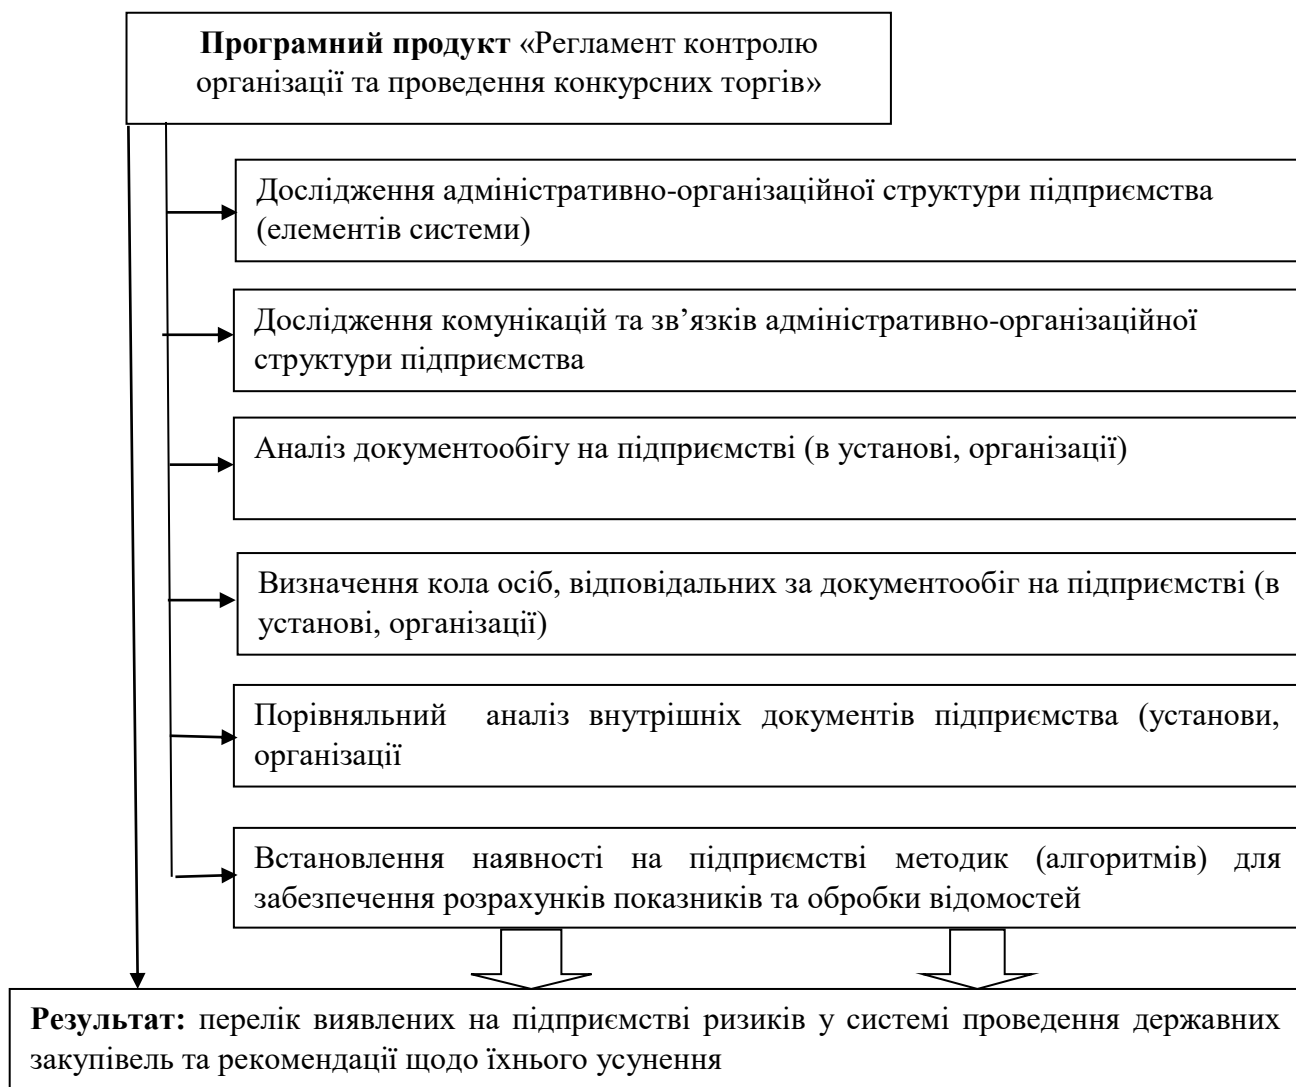 Програмний продукт «Регламент контролю
організації та проведення конкурсних торгів»
Дослідження адміністративно-організаційної структури підприємства
(елементів системи)
Дослідження комунікацій та зв’язків адміністративно-організаційної
структури підприємства
Аналіз документообігу на підприємстві (в установі, організації)
Визначення кола осіб, відповідальних за документообіг на підприємстві (в
установі, організації)
Порівняльний аналіз внутрішніх документів підприємства (установи,
організації
Встановлення наявності на підприємстві методик (алгоритмів) для
забезпечення розрахунків показників та обробки відомостей
Результат: перелік виявлених на підприємстві ризиків у системі проведення державних
закупівель та рекомендації щодо їхнього усунення